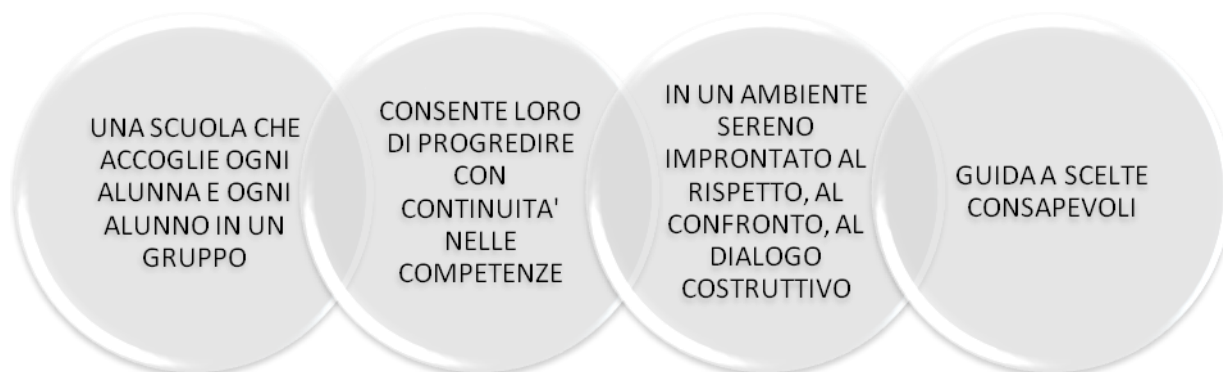 UNA SCUOLA CHE
ACCOGLIE OGNI
ALUNNA E OGNI
ALUNNO IN UN
GRUPPO
CONSENTE LORO
DI PROGREDIRE
CON
CONTINUITA'
NELLE
COMPETENZE
IN UN AMBIENTE
SERENO
IMPRONTATO AL
RISPETTO, AL
CONFRONTO, AL
DIALOGO
COSTRUTTIVO
GUIDA A SCELTE
CONSAPEVOLI